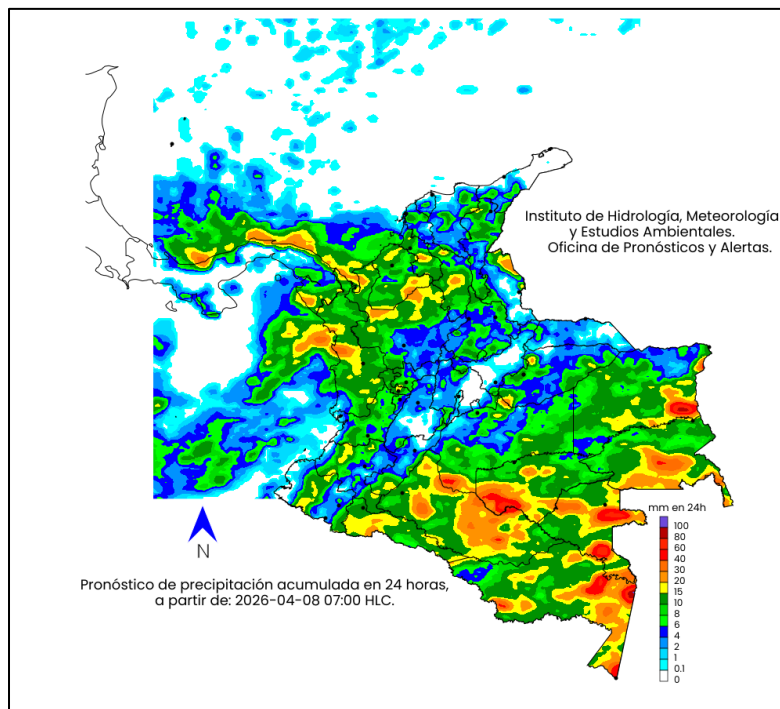 Instituto de Hidrología, Meteorología
y Estudios Ambientales.
Oficina de Pronósticos y Alertas.
N
Pronóstico de precipitación acumulada en 24 horas,
a partir de: 2026-04-08 07:00 HLC.
mm en 24h
100
80
60
40
30
20
15
10
8
6
4
2
1
0.1
0